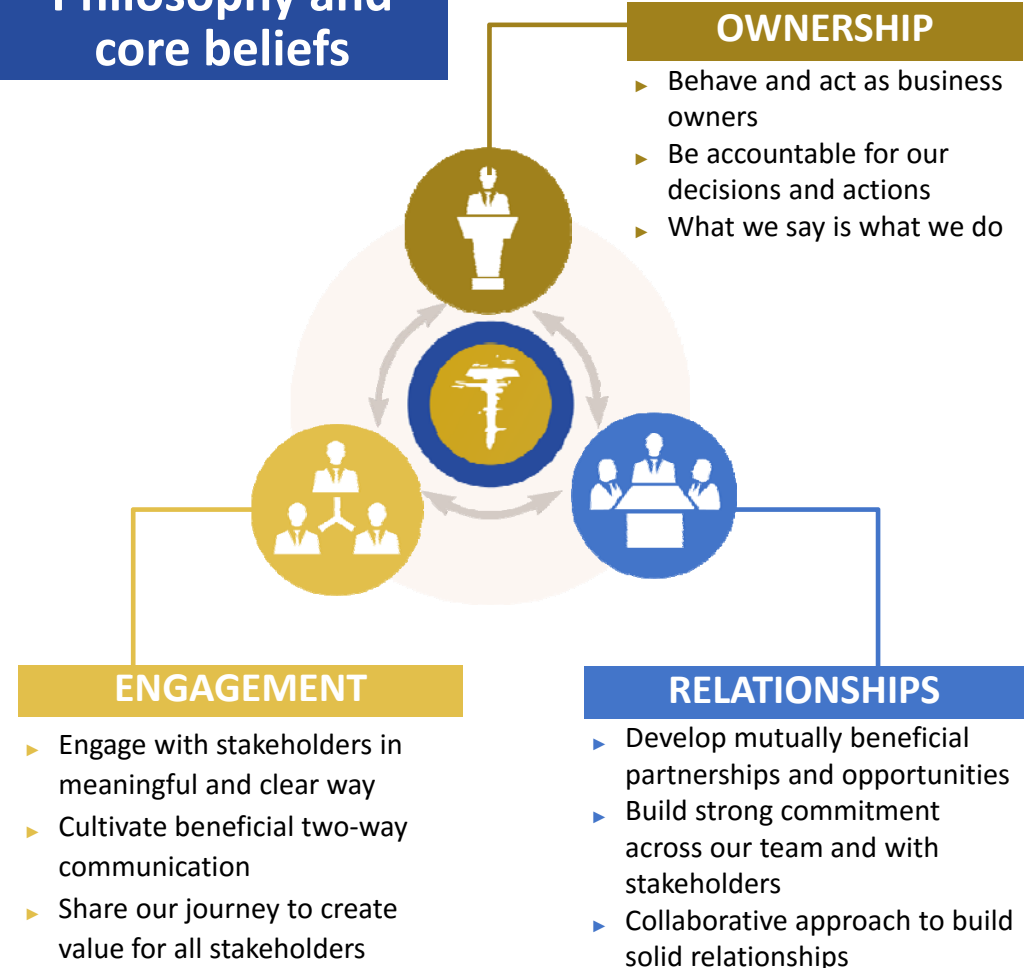 Philosophy and
core beliefs
OWNERSHIP
► Behave and act as business
owners
► Be accountable for our
decisions and actions
► What we say is what we do
ENGAGEMENT
► Engage with stakeholders in
meaningful and clear way
► Cultivate beneficial two-way
communication
► Share our journey to create
value for all stakeholders
RELATIONSHIPS
► Develop mutually beneficial
partnerships and opportunities
► Build strong commitment
across our team and with
stakeholders
► Collaborative approach to build
solid relationships